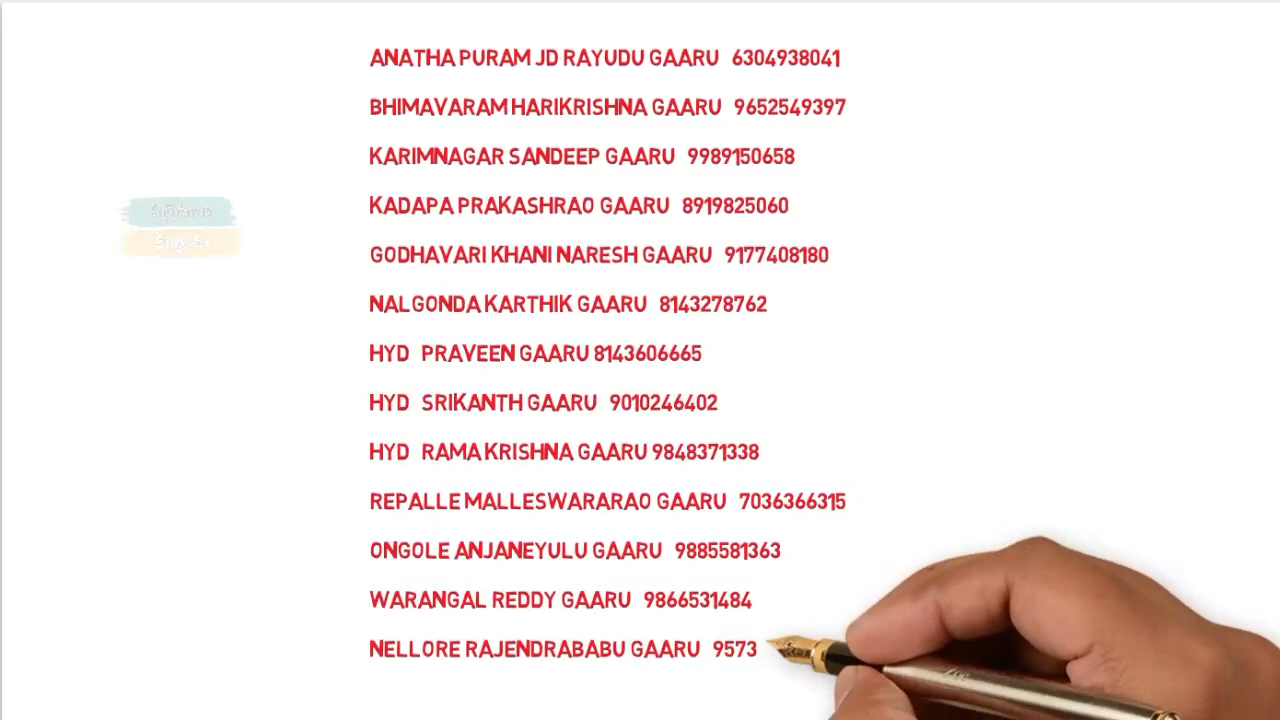 ANATHA PURAM JD RAYUDU GAARU 6304938041
BHIMAVARAM HARIKRISHNA GAARU 9652549397
KARIMNAGAR SANDEEP GAARU 9989150658
KADAPA PRAKASHRAO GAARU 8919825060
GODHAVARI KHANI NARESH GAARU 9177408180
NALGONDA KARTHIK GAARU 8143278762
HYD PRAVEEN GAARU 8143606665
HYD SRIKANTH GAARU 9010246402
HYD RAMA KRISHNA GAARU 9848371338
REPALLE MALLESWARARAO GAARU 7036366315
ONGOLE ANJANEYULU GAARU 9885581363
WARANGAL REDDY GAARU 9866531484
NELLORE RAJENDRABABU GAARU 9573